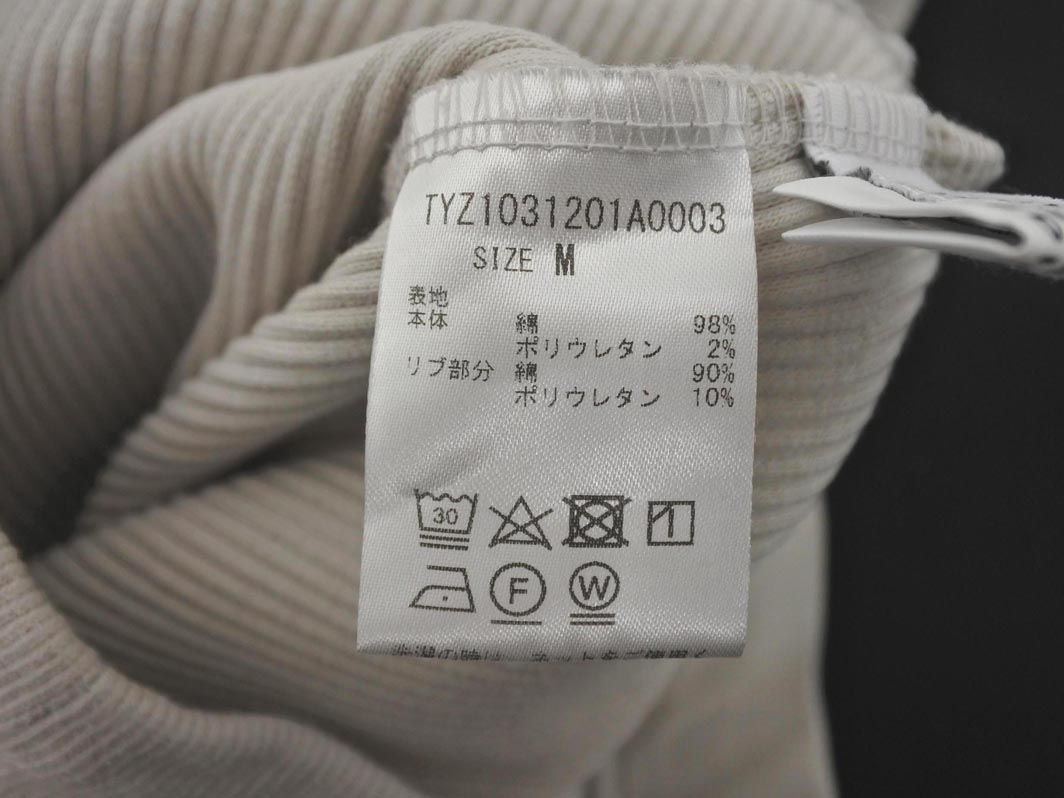 TYZ1031201A0003
SIZE M
表地
本体 綿 98%
ポリウレタン 2%
リブ部分 綿 90%
ポリウレタン 10%
30
F W